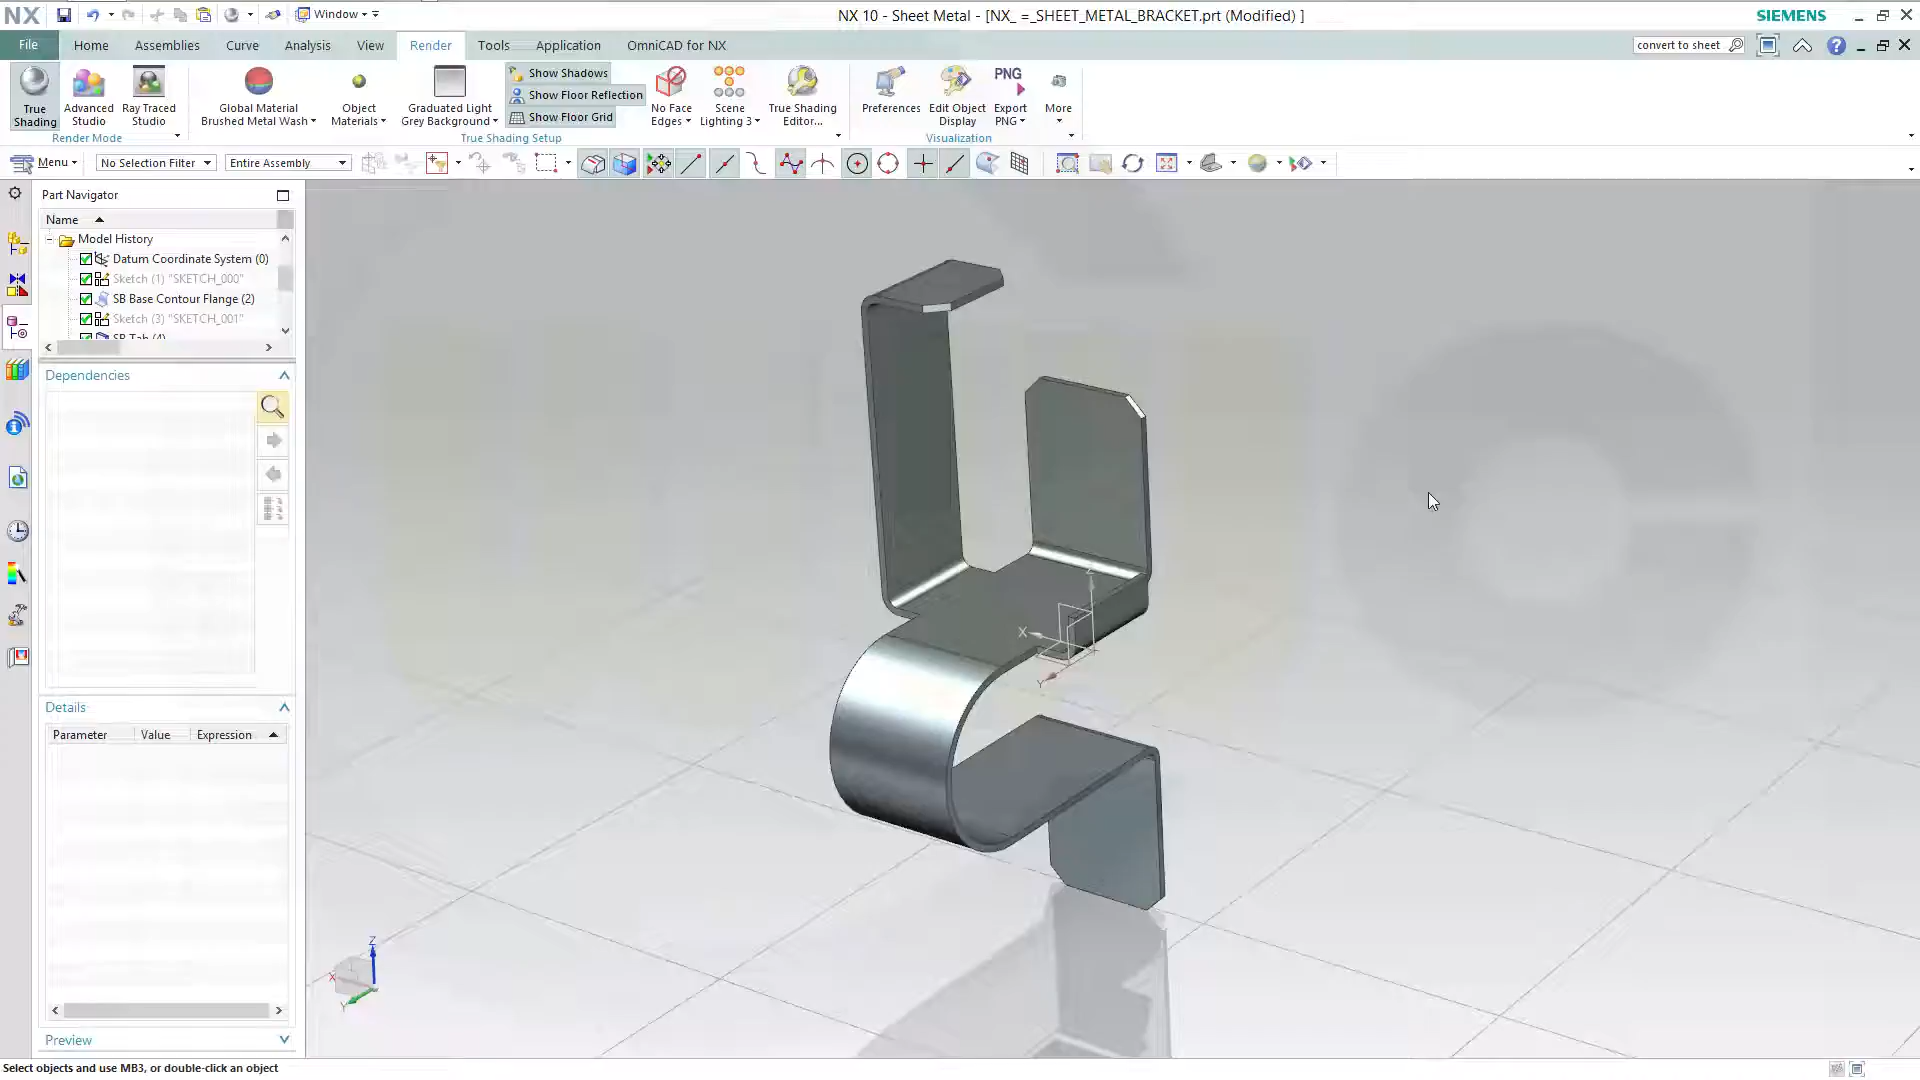 NX
Window
NX 10 - Sheet Metal - [NX_ =_SHEET_METAL_BRACKET.prt (Modified) ]
SIEMENS
File
Home
Assemblies
Curve
Analysis
View
Render
Tools
Application
OmniCAD for NX
convert to sheet
True
Shading
Advanced
Studio
Ray Traced
Studio
Render Mode
Global Material
Brushed Metal Wash
Object
Materials
Graduated Light
Grey Background
Show Shadows
Show Floor Reflection
Show Floor Grid
No Face
Edges
Scene
Lighting 3
True Shading
Editor...
True Shading Setup
Preferences
Edit Object
Display
PNG
Export
PNG
More
Visualization
Menu
No Selection Filter
Entire Assembly
Part Navigator
Name
Model History
Datum Coordinate System (0)
Sketch (1) "SKETCH_000"
SB Base Contour Flange (2)
Sketch (3) "SKETCH_001"
SB Tab (4)
Dependencies
Details
Parameter
Value
Expression
Preview
X
Y
Z
X
Y
Z
Select objects and use MB3, or double-click an object